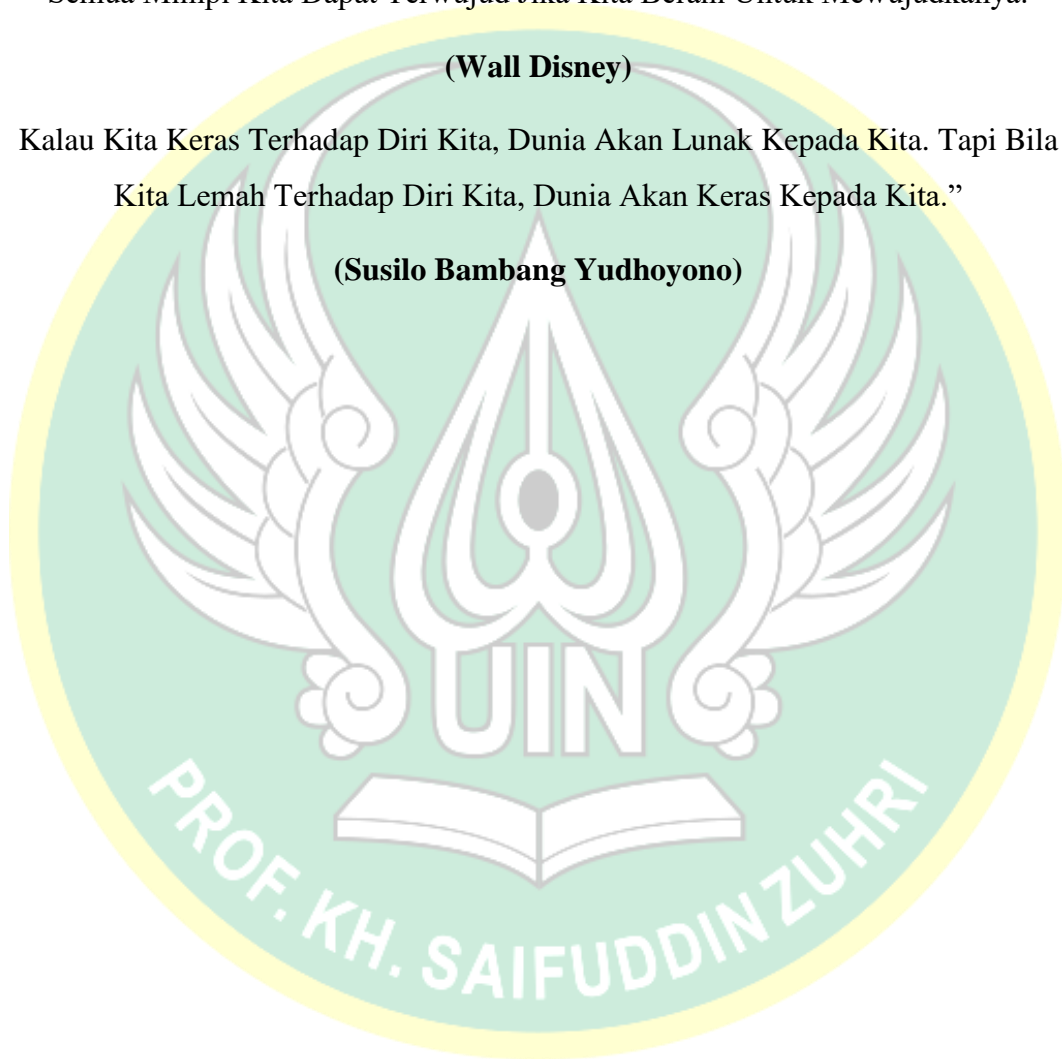 Semua Mimpi Kita Dapat Terwujud Jika Kita Berani Untuk Mewujudkanya.
(Wall Disney)
Kalau Kita Keras Terhadap Diri Kita, Dunia Akan Lunak Kepada Kita. Tapi Bila
Kita Lemah Terhadap Diri Kita, Dunia Akan Keras Kepada Kita.”
(Susilo Bambang Yudhoyono)
UIN
PROF. KH. SAIFUDDIN ZUHRI